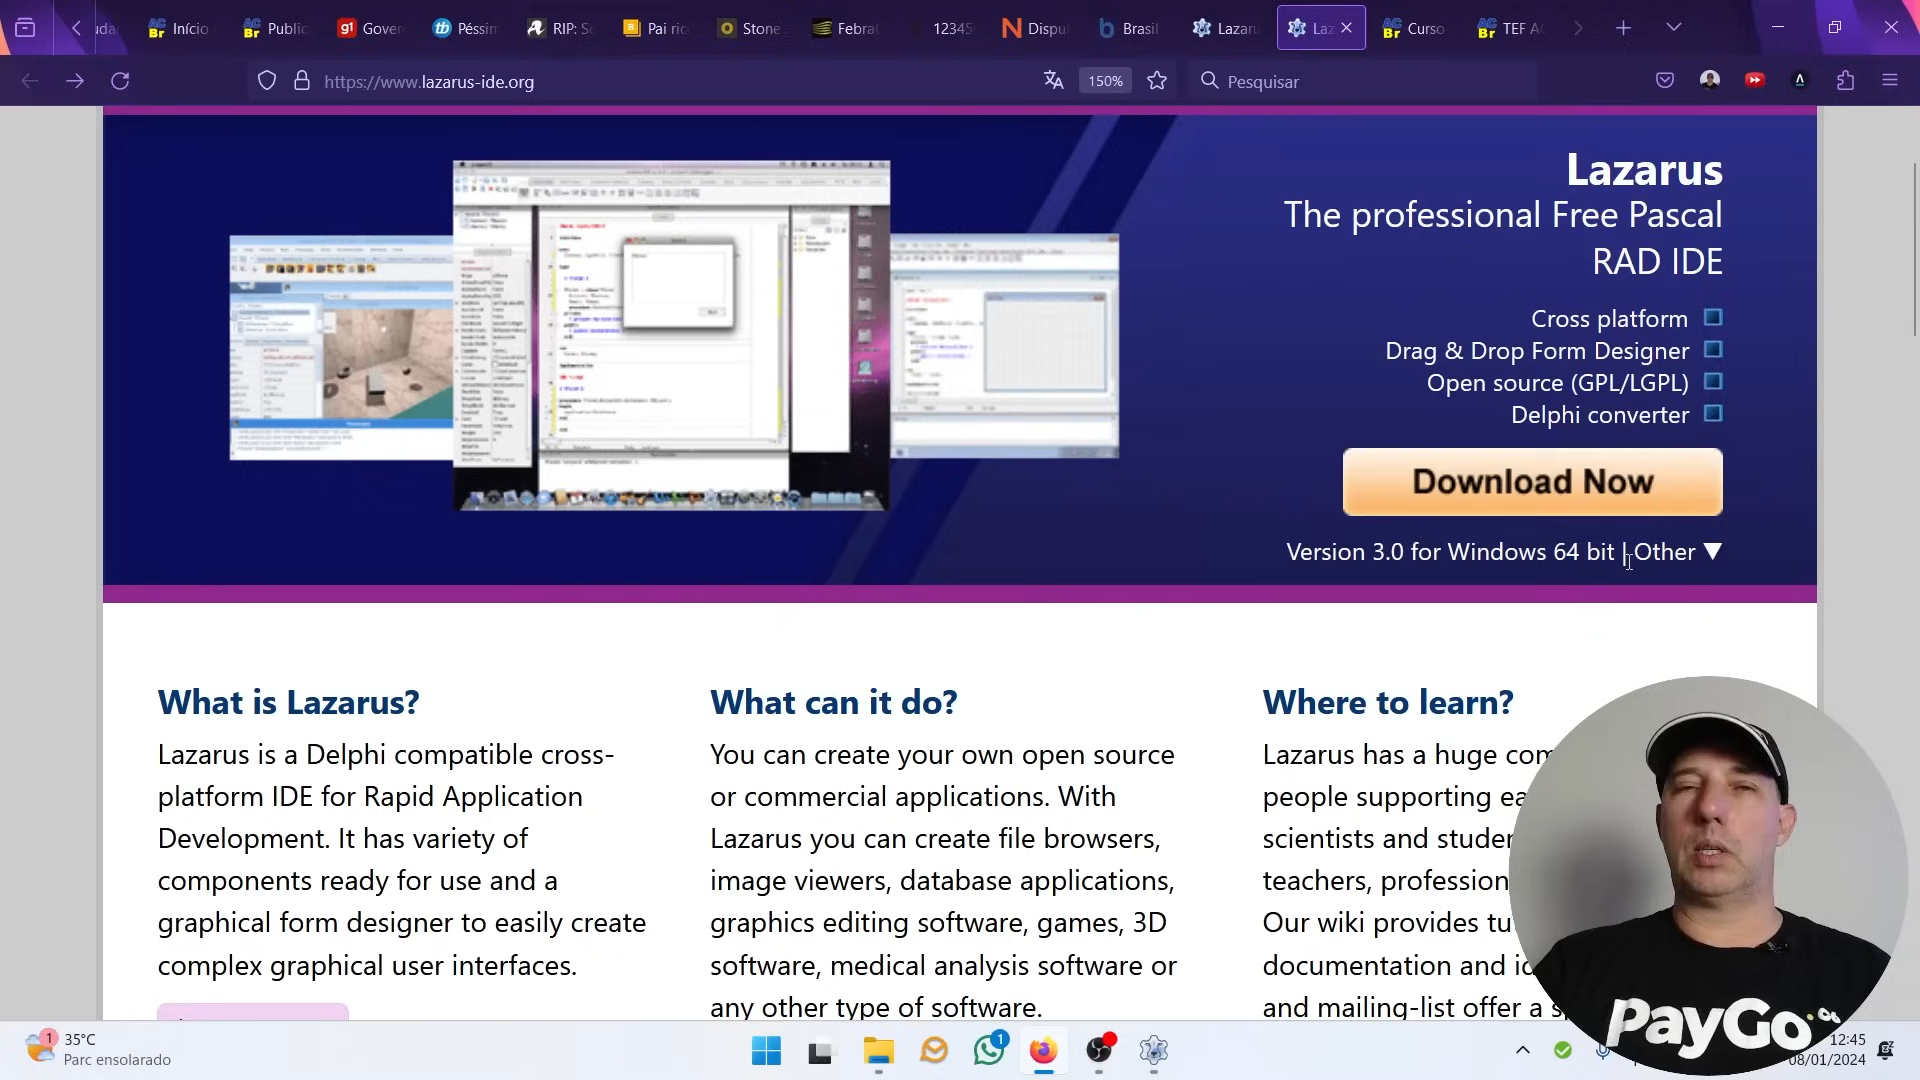 Início
Public
g1 Gover
tb Péssin
RIP: S
Pai ric
Stone
Febral
12345
Disput
Brasil
Lazaru
Laz
Curso
TEF AC
https://www.lazarus-ide.org
150%
Pesquisar
Lazarus
The professional Free Pascal
RAD IDE
Cross platform
Drag & Drop Form Designer
Open source (GPL/LGPL)
Delphi converter
Download Now
Version 3.0 for Windows 64 bit | Other ▼
What is Lazarus?
Lazarus is a Delphi compatible cross-
platform IDE for Rapid Application
Development. It has variety of
components ready for use and a
graphical form designer to easily create
complex graphical user interfaces.
What can it do?
You can create your own open source
or commercial applications. With
Lazarus you can create file browsers,
image viewers, database applications,
graphics editing software, games, 3D
software, medical analysis software or
any other type of software.
Where to learn?
Lazarus has a huge com
people supporting ea
scientists and studen
teachers, profession
Our wiki provides tu
documentation and id
and mailing-list offer a s
PayGo
1
35°C
Parc ensolarado
1
12:45
08/01/2024